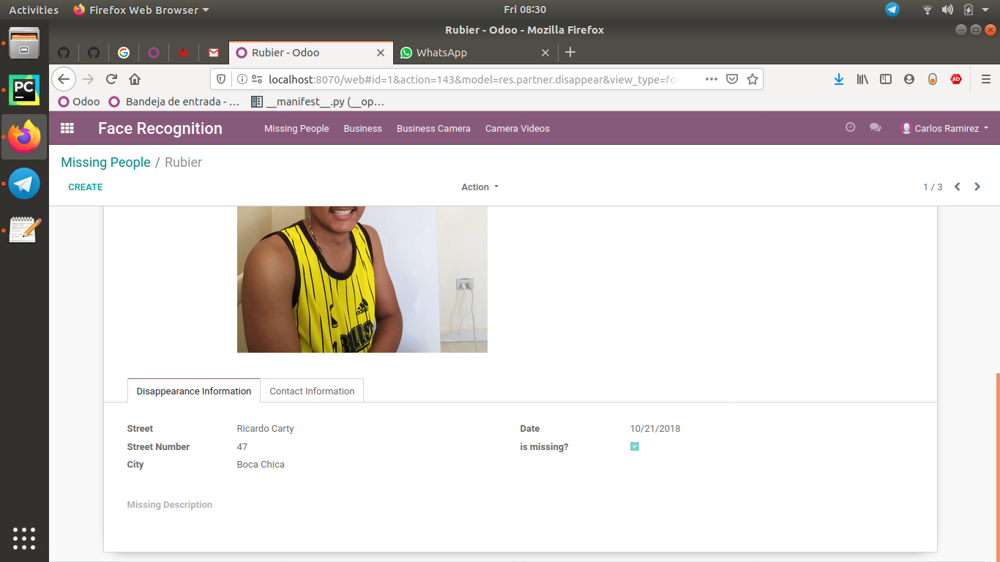 Activities Firefox Web Browser Fri 08:30
Rubier - Odoo - Mozilla Firefox
Rubier - Odoo WhatsApp
localhost:8070/web#id=1&action=143&model=res.partner.disappear&view_type=fo
Odoo Bandeja de entrada - … __manifest__.py (__op…
Face Recognition Missing People Business Business Camera Camera Videos Carlos Ramirez
Missing People / Rubier
CREATE Action 1 / 3
adidas
Disappearance Information Contact Information
Street Ricardo Carty Date 10/21/2018
Street Number 47 is missing?
City Boca Chica
Missing Description
PC
AD